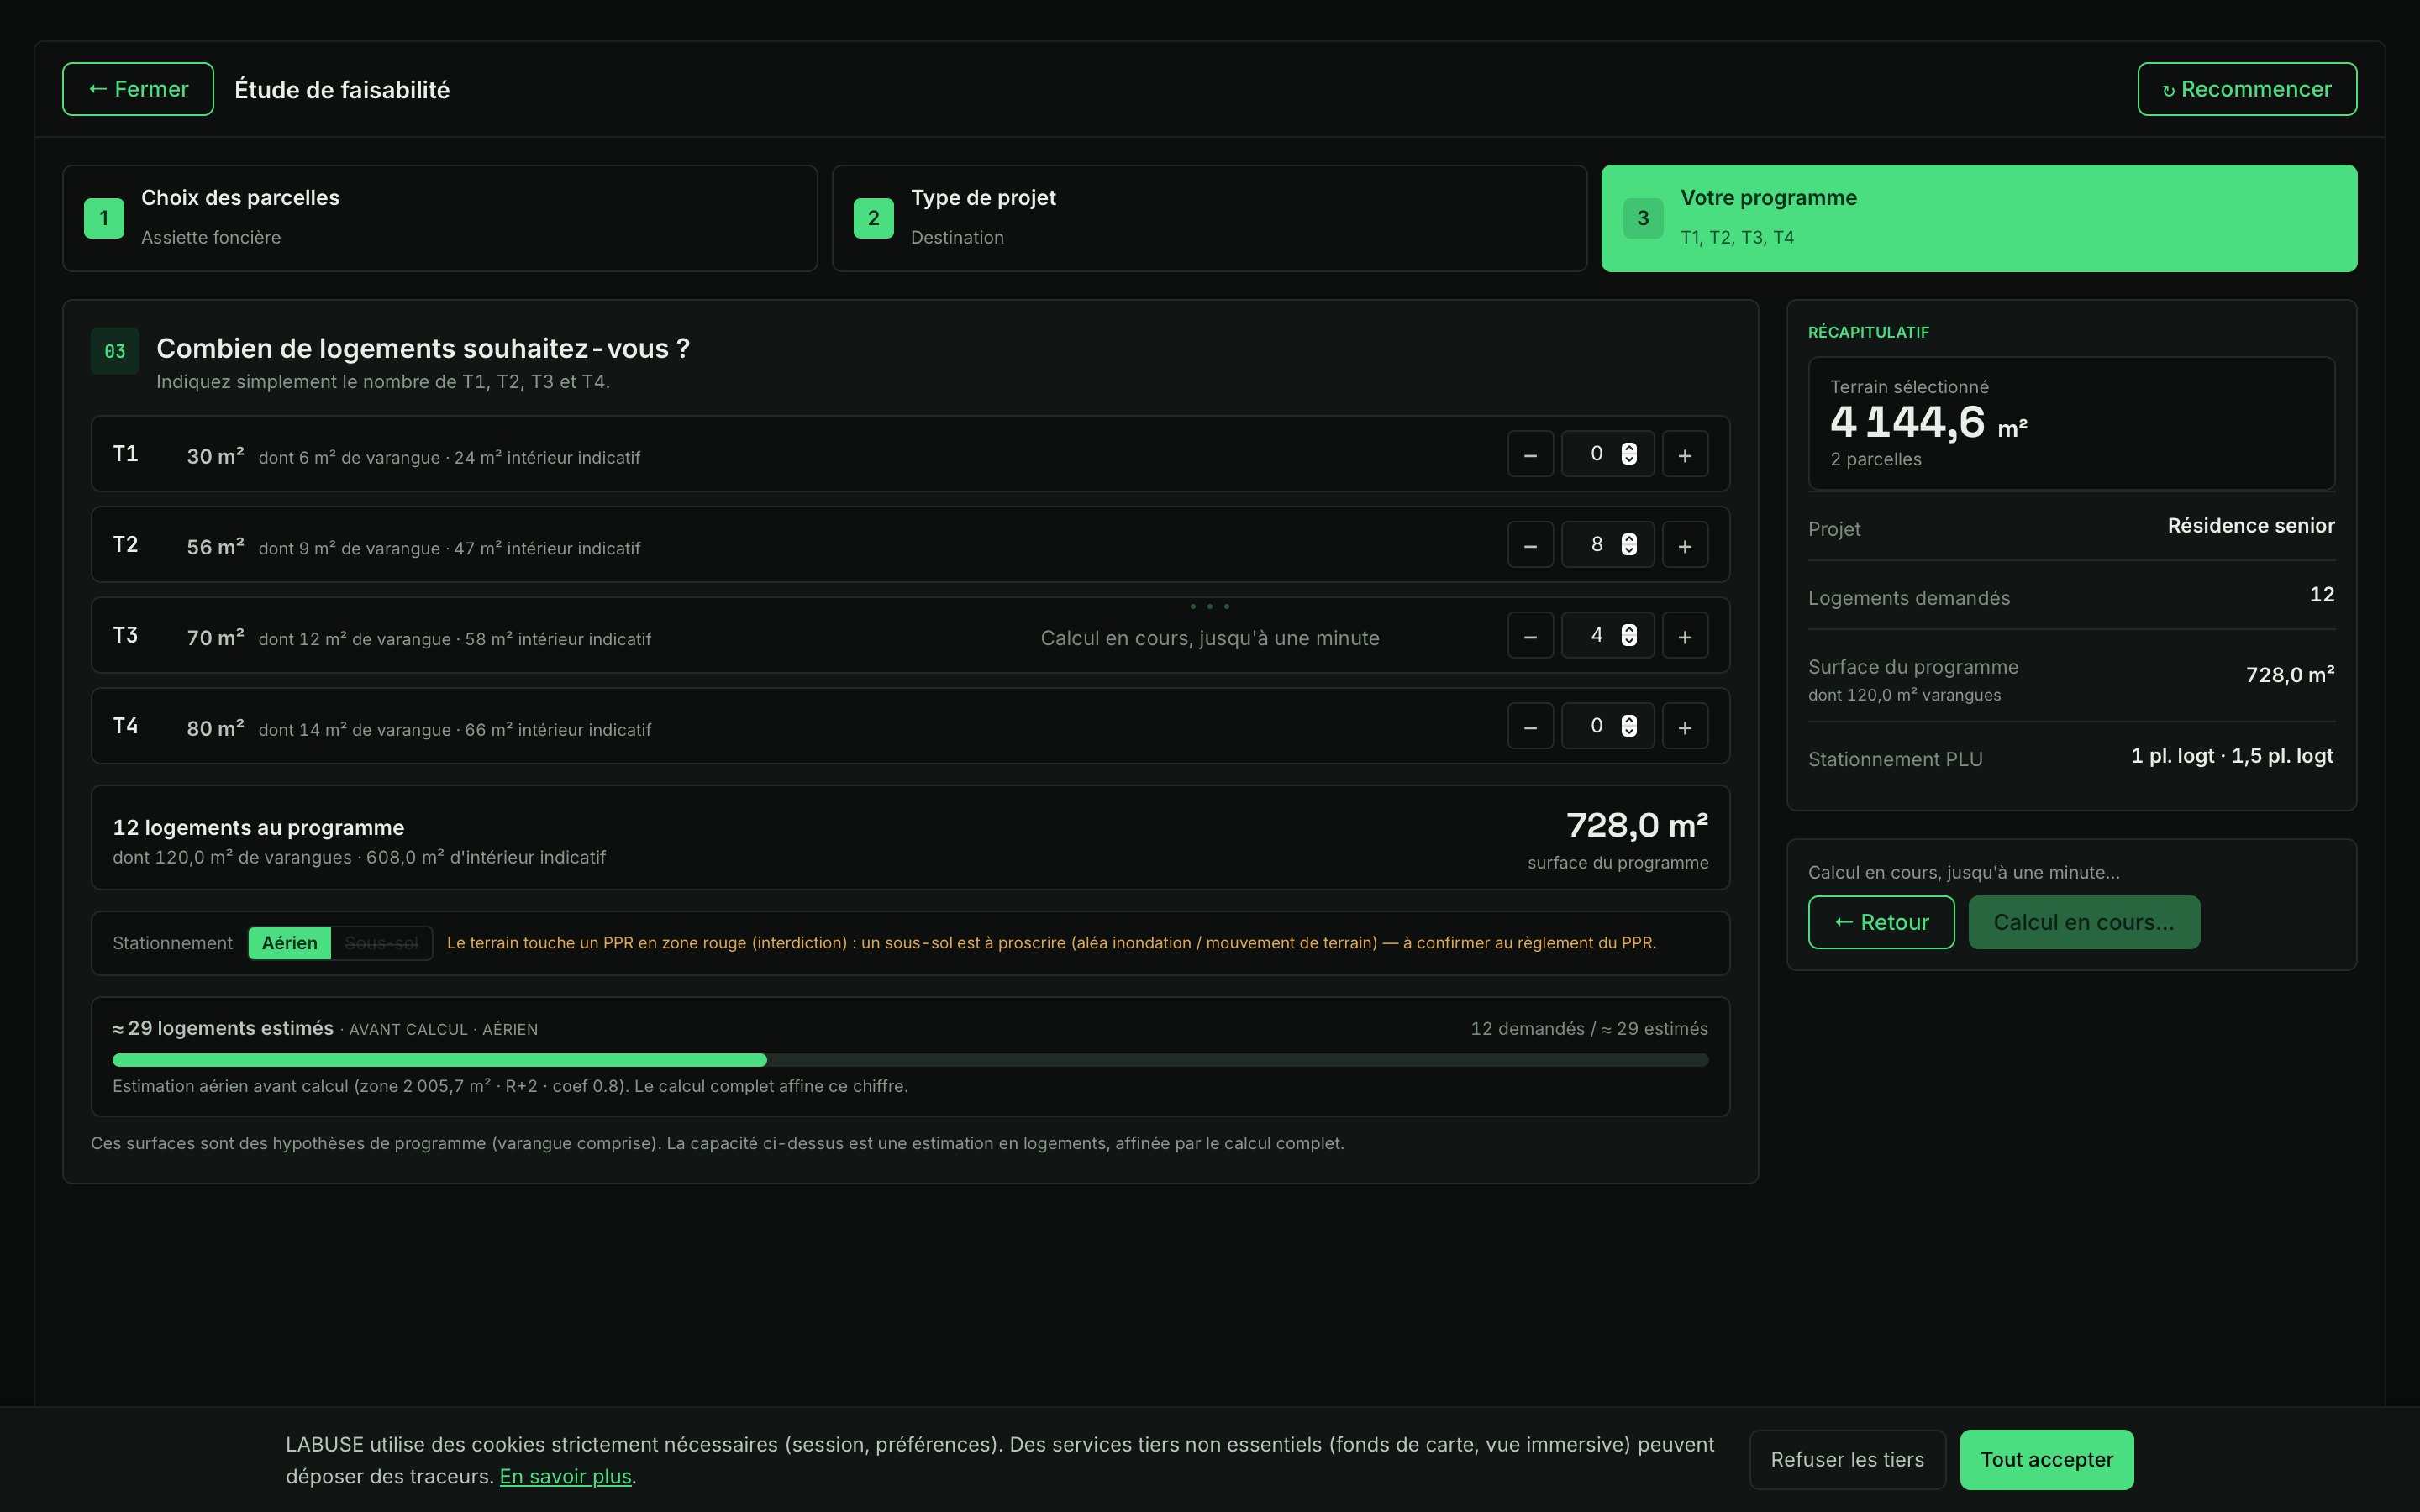 ← Fermer
Étude de faisabilité
↻ Recommencer
1
Choix des parcelles
Assiette foncière
2
Type de projet
Destination
3
Votre programme
T1, T2, T3, T4
03
Combien de logements souhaitez-vous ?
Indiquez simplement le nombre de T1, T2, T3 et T4.
T1 30 m² dont 6 m² de varangue · 24 m² intérieur indicatif − 0 +
T2 56 m² dont 9 m² de varangue · 47 m² intérieur indicatif − 8 +
T3 70 m² dont 12 m² de varangue · 58 m² intérieur indicatif Calcul en cours, jusqu'à une minute − 4 +
T4 80 m² dont 14 m² de varangue · 66 m² intérieur indicatif − 0 +
12 logements au programme
dont 120,0 m² de varangues · 608,0 m² d'intérieur indicatif
728,0 m²
surface du programme
Stationnement Aérien Sous-sol Le terrain touche un PPR en zone rouge (interdiction) : un sous-sol est à proscrire (aléa inondation / mouvement de terrain) — à confirmer au règlement du PPR.
≈ 29 logements estimés · AVANT CALCUL · AÉRIEN 12 demandés / ≈ 29 estimés
Estimation aérien avant calcul (zone 2 005,7 m² · R+2 · coef 0.8). Le calcul complet affine ce chiffre.
Ces surfaces sont des hypothèses de programme (varangue comprise). La capacité ci-dessus est une estimation en logements, affinée par le calcul complet.
RÉCAPITULATIF
Terrain sélectionné
4 144,6 m²
2 parcelles
Projet Résidence senior
Logements demandés 12
Surface du programme 728,0 m²
dont 120,0 m² varangues
Stationnement PLU 1 pl. logt · 1,5 pl. logt
Calcul en cours, jusqu'à une minute...
← Retour
Calcul en cours...
LABUSE utilise des cookies strictement nécessaires (session, préférences). Des services tiers non essentiels (fonds de carte, vue immersive) peuvent
déposer des traceurs. En savoir plus.
Refuser les tiers
Tout accepter